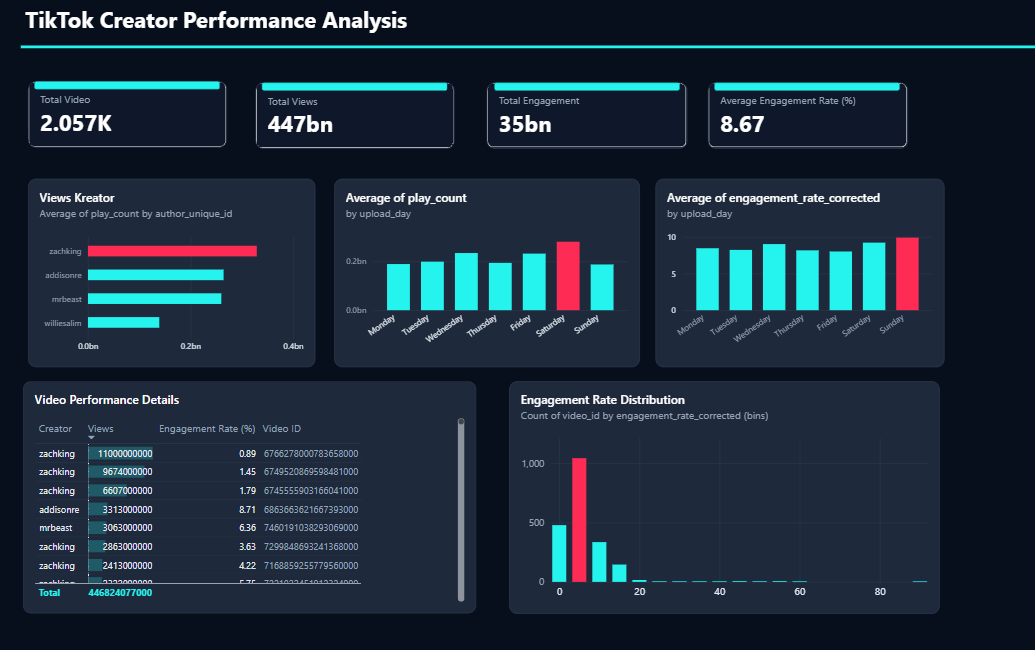 TikTok Creator Performance Analysis
Total Video
2.057K
Total Views
447bn
Total Engagement
35bn
Average Engagement Rate (%)
8.67
Views Kreator
Average of play_count by author_unique_id
zachking
addisonre
mrbeast
williesalim
0.0bn 0.2bn 0.4bn
Average of play_count
by upload_day
0.2bn
0.0bn
Monday Tuesday Wednesday Thursday Friday Saturday Sunday
Average of engagement_rate_corrected
by upload_day
10
5
0
Monday Tuesday Wednesday Thursday Friday Saturday Sunday
Video Performance Details
Creator Views Engagement Rate (%) Video ID
zachking 11000000000 0.89 6766278000783658000
zachking 9674000000 1.45 6749520869598481000
zachking 6607000000 1.79 6745555903166041000
addisonre 3313000000 8.71 6863663621667393000
mrbeast 3063000000 6.36 7460191038293069000
zachking 2863000000 3.63 7299848693241368000
zachking 2413000000 4.22 7168859255779560000
Total 446824077000
Engagement Rate Distribution
Count of video_id by engagement_rate_corrected (bins)
1,000
500
0
0 20 40 60 80